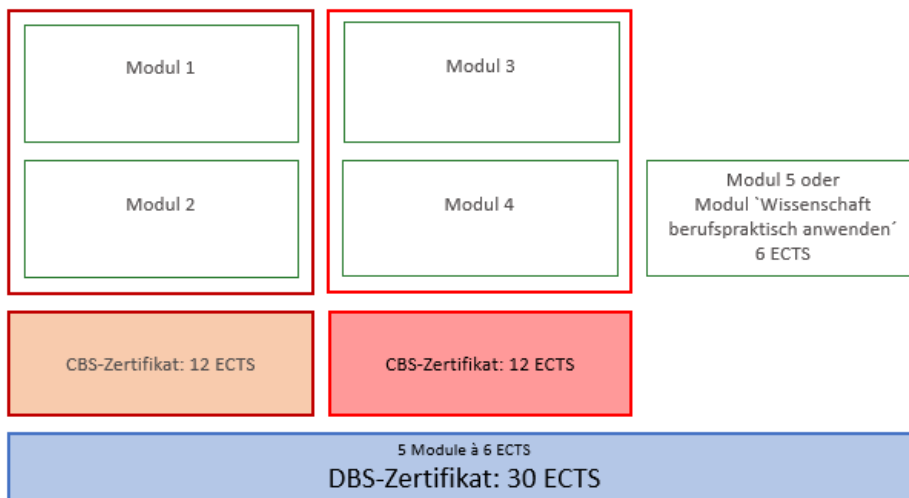 Modul 1
Modul 3
Modul 2
Modul 4
Modul 5 oder
Modul `Wissenschaft
berufspraktisch anwenden´
6 ECTS
CBS-Zertifikat: 12 ECTS
CBS-Zertifikat: 12 ECTS
5 Module à 6 ECTS
DBS-Zertifikat: 30 ECTS